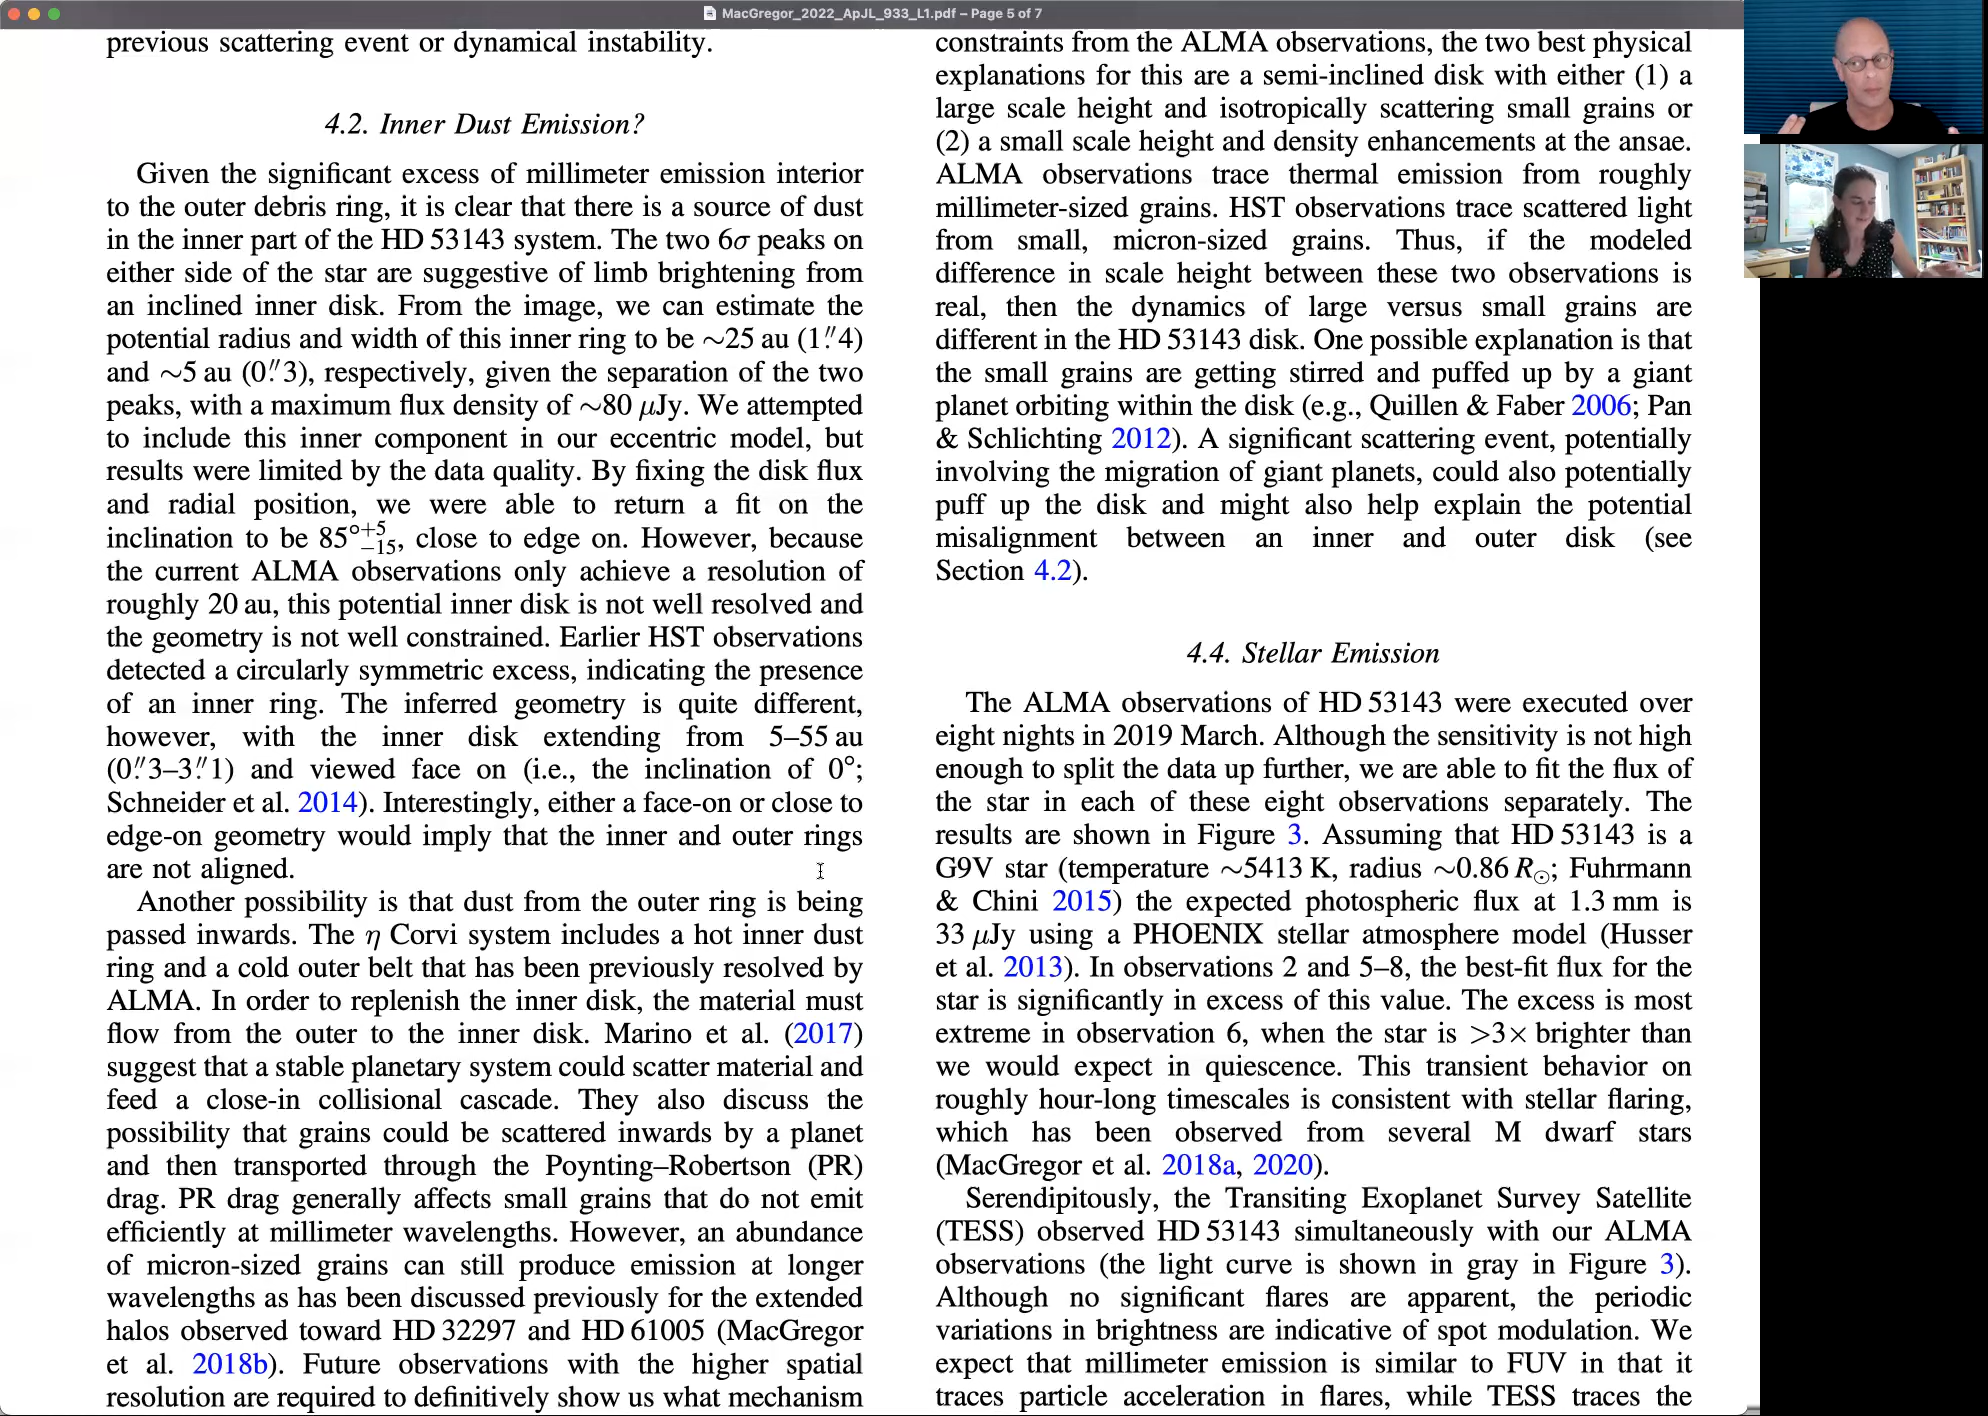 MacGregor_2022_ApJL_933_L1.pdf – Page 5 of 7
previous scattering event or dynamical instability.
4.2. Inner Dust Emission?
Given the significant excess of millimeter emission interior
to the outer debris ring, it is clear that there is a source of dust
in the inner part of the HD 53143 system. The two 6σ peaks on
either side of the star are suggestive of limb brightening from
an inclined inner disk. From the image, we can estimate the
potential radius and width of this inner ring to be ∼25 au (1.″4)
and ∼5 au (0.″3), respectively, given the separation of the two
peaks, with a maximum flux density of ∼80 μJy. We attempted
to include this inner component in our eccentric model, but
results were limited by the data quality. By fixing the disk flux
and radial position, we were able to return a fit on the
inclination to be 85°+5−15, close to edge on. However, because
the current ALMA observations only achieve a resolution of
roughly 20 au, this potential inner disk is not well resolved and
the geometry is not well constrained. Earlier HST observations
detected a circularly symmetric excess, indicating the presence
of an inner ring. The inferred geometry is quite different,
however, with the inner disk extending from 5–55 au
(0.″3–3.″1) and viewed face on (i.e., the inclination of 0°;
Schneider et al. 2014). Interestingly, either a face-on or close to
edge-on geometry would imply that the inner and outer rings
are not aligned.
Another possibility is that dust from the outer ring is being
passed inwards. The η Corvi system includes a hot inner dust
ring and a cold outer belt that has been previously resolved by
ALMA. In order to replenish the inner disk, the material must
flow from the outer to the inner disk. Marino et al. (2017)
suggest that a stable planetary system could scatter material and
feed a close-in collisional cascade. They also discuss the
possibility that grains could be scattered inwards by a planet
and then transported through the Poynting–Robertson (PR)
drag. PR drag generally affects small grains that do not emit
efficiently at millimeter wavelengths. However, an abundance
of micron-sized grains can still produce emission at longer
wavelengths as has been discussed previously for the extended
halos observed toward HD 32297 and HD 61005 (MacGregor
et al. 2018b). Future observations with the higher spatial
resolution are required to definitively show us what mechanism
constraints from the ALMA observations, the two best physical
explanations for this are a semi-inclined disk with either (1) a
large scale height and isotropically scattering small grains or
(2) a small scale height and density enhancements at the ansae.
ALMA observations trace thermal emission from roughly
millimeter-sized grains. HST observations trace scattered light
from small, micron-sized grains. Thus, if the modeled
difference in scale height between these two observations is
real, then the dynamics of large versus small grains are
different in the HD 53143 disk. One possible explanation is that
the small grains are getting stirred and puffed up by a giant
planet orbiting within the disk (e.g., Quillen & Faber 2006; Pan
& Schlichting 2012). A significant scattering event, potentially
involving the migration of giant planets, could also potentially
puff up the disk and might also help explain the potential
misalignment between an inner and outer disk (see
Section 4.2).
4.4. Stellar Emission
The ALMA observations of HD 53143 were executed over
eight nights in 2019 March. Although the sensitivity is not high
enough to split the data up further, we are able to fit the flux of
the star in each of these eight observations separately. The
results are shown in Figure 3. Assuming that HD 53143 is a
G9V star (temperature ∼5413 K, radius ∼0.86 R⊙; Fuhrmann
& Chini 2015) the expected photospheric flux at 1.3 mm is
33 μJy using a PHOENIX stellar atmosphere model (Husser
et al. 2013). In observations 2 and 5–8, the best-fit flux for the
star is significantly in excess of this value. The excess is most
extreme in observation 6, when the star is >3× brighter than
we would expect in quiescence. This transient behavior on
roughly hour-long timescales is consistent with stellar flaring,
which has been observed from several M dwarf stars
(MacGregor et al. 2018a, 2020).
Serendipitously, the Transiting Exoplanet Survey Satellite
(TESS) observed HD 53143 simultaneously with our ALMA
observations (the light curve is shown in gray in Figure 3).
Although no significant flares are apparent, the periodic
variations in brightness are indicative of spot modulation. We
expect that millimeter emission is similar to FUV in that it
traces particle acceleration in flares, while TESS traces the